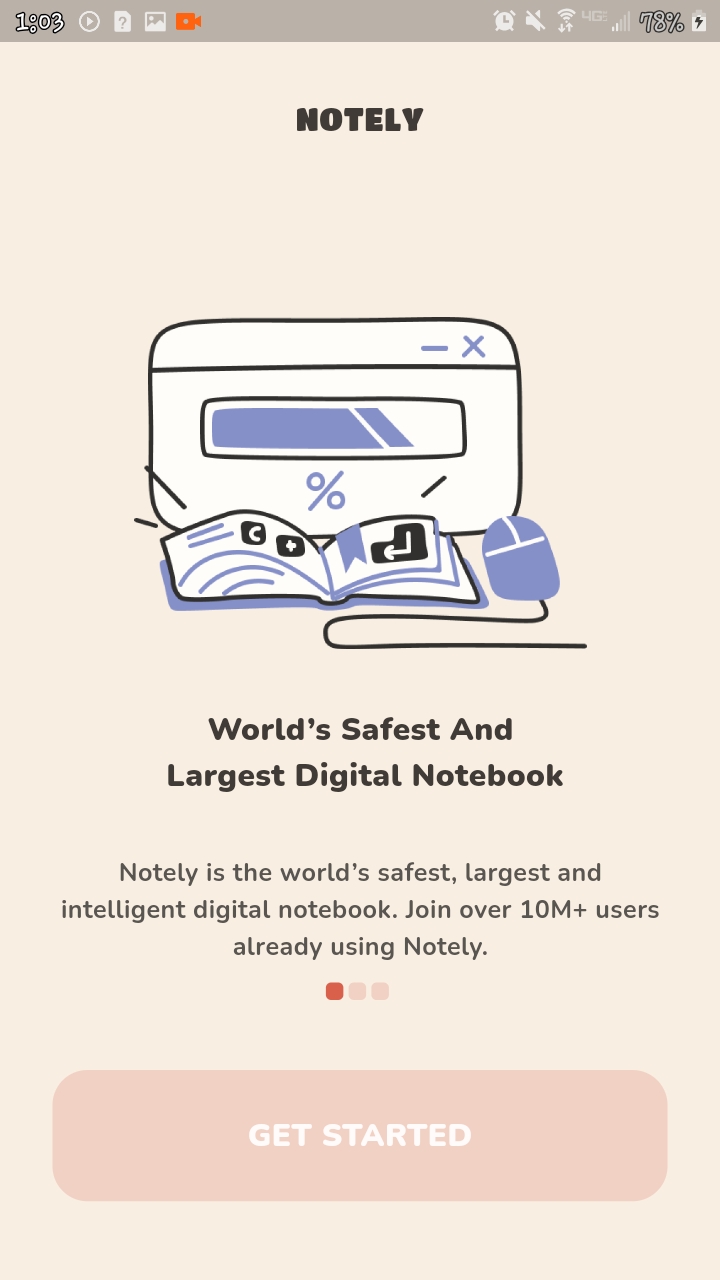 1:03
4GE
78%
NOTELY
%
C
+
World's Safest And
Largest Digital Notebook
Notely is the world's safest, largest and
intelligent digital notebook. Join over 10M+ users
already using Notely.
GET STARTED